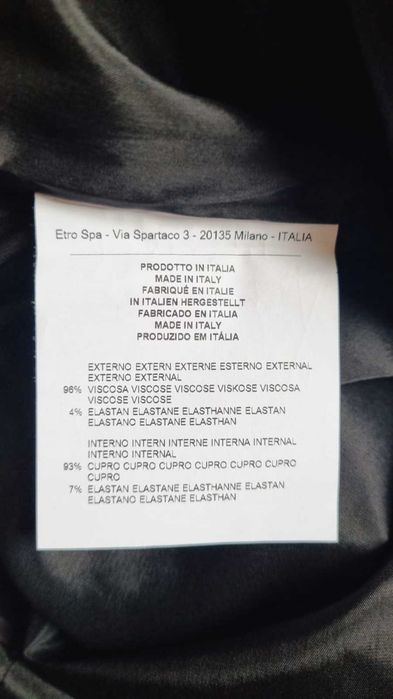 Etro Spa - Via Spartaco 3 - 20135 Milano - ITALIA
PRODOTTO IN ITALIA
MADE IN ITALY
FABRIQUÉ EN ITALIE
IN ITALIEN HERGESTELLT
FABRICADO EN ITALIA
MADE IN ITALY
PRODUZIDO EM ITÁLIA
EXTERNO EXTERN EXTERNE ESTERNO EXTERNAL
EXTERNO EXTERNAL
96% VISCOSA VISCOSE VISCOSE VISKOSE VISCOSA
VISCOSE VISCOSE
4% ELASTAN ELASTANE ELASTHANNE ELASTAN
ELASTANO ELASTANE ELASTHAN
INTERNO INTERN INTERNE INTERNA INTERNAL
INTERNO INTERNAL
93% CUPRO CUPRO CUPRO CUPRO CUPRO CUPRO
CUPRO
7% ELASTAN ELASTANE ELASTHANNE ELASTAN
ELASTANO ELASTANE ELASTHAN